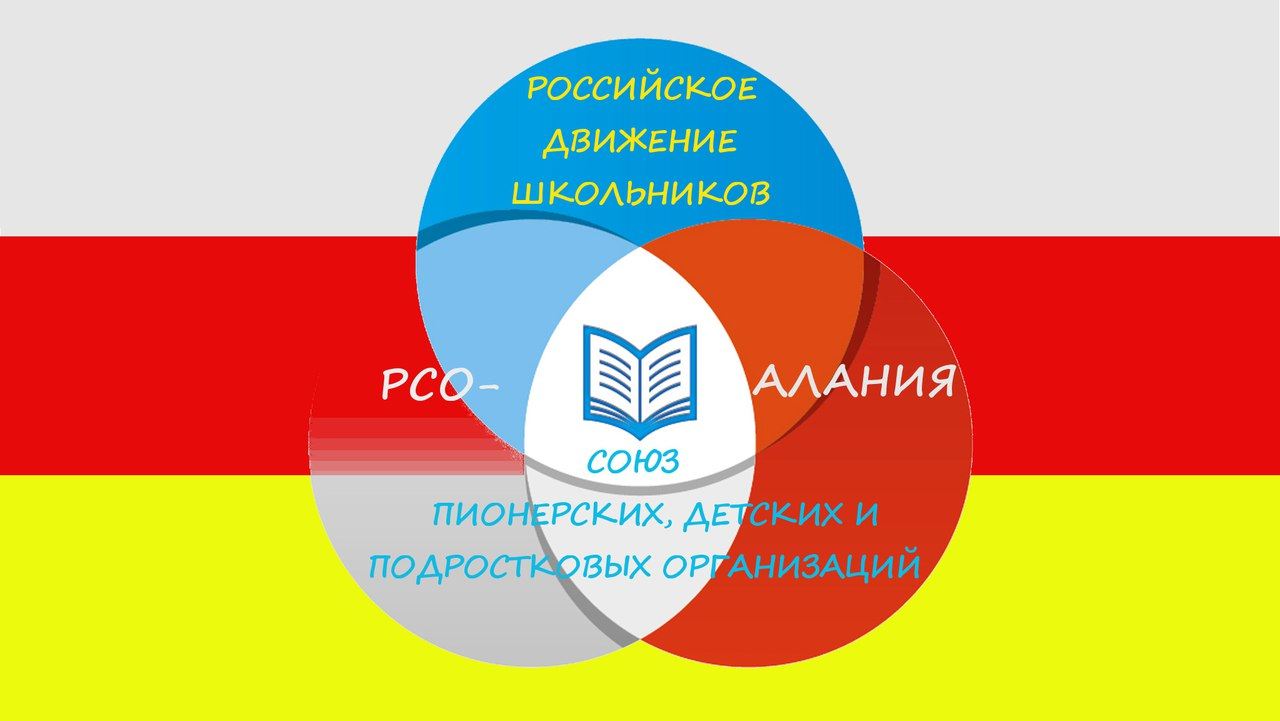 РОССИЙСКОЕ
ДВИЖЕНИЕ
ШКОЛЬНИКОВ
РСО-АЛАНИЯ
СОЮЗ
ПИОНЕРСКИХ, ДЕТСКИХ И
ПОДРОСТКОВЫХ ОРГАНИЗАЦИЙ